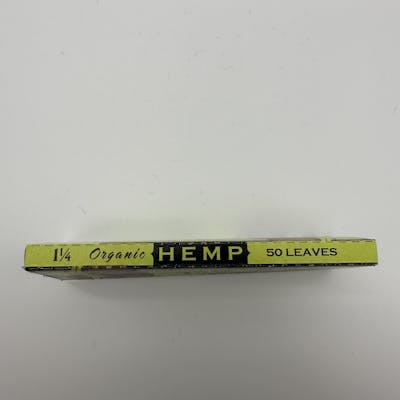 1¼ Organic HEMP 50 LEAVES